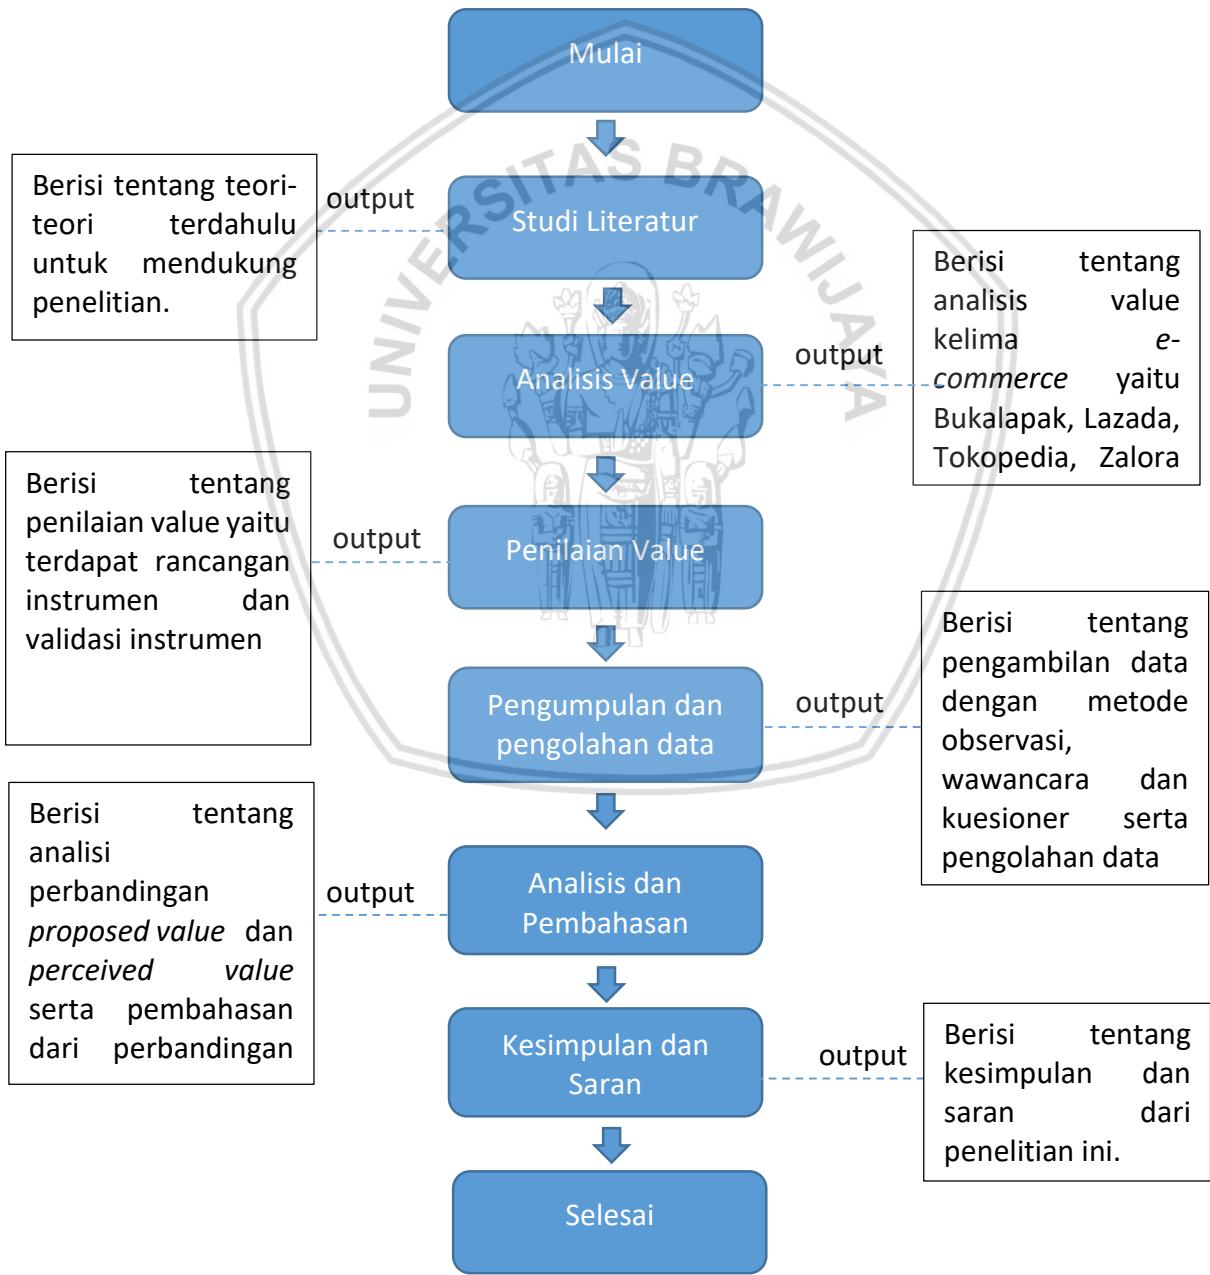 Mulai
UNIVERSITAS BRAWIJAYA
Berisi tentang teori-
teori terdahulu
untuk mendukung
penelitian.
output
Studi Literatur
Analisis Value
output
Berisi tentang
analisis value
kelima e-
commerce yaitu
Bukalapak, Lazada,
Tokopedia, Zalora
Berisi tentang
penilaian value yaitu
terdapat rancangan
instrumen dan
validasi instrumen
output
Penilaian Value
Pengumpulan dan
pengolahan data
output
Berisi tentang
pengambilan data
dengan metode
observasi,
wawancara dan
kuesioner serta
pengolahan data
Berisi tentang
analisi
perbandingan
proposed value dan
perceived value
serta pembahasan
dari perbandingan
output
Analisis dan
Pembahasan
Kesimpulan dan
Saran
output
Berisi tentang
kesimpulan dan
saran dari
penelitian ini.
Selesai